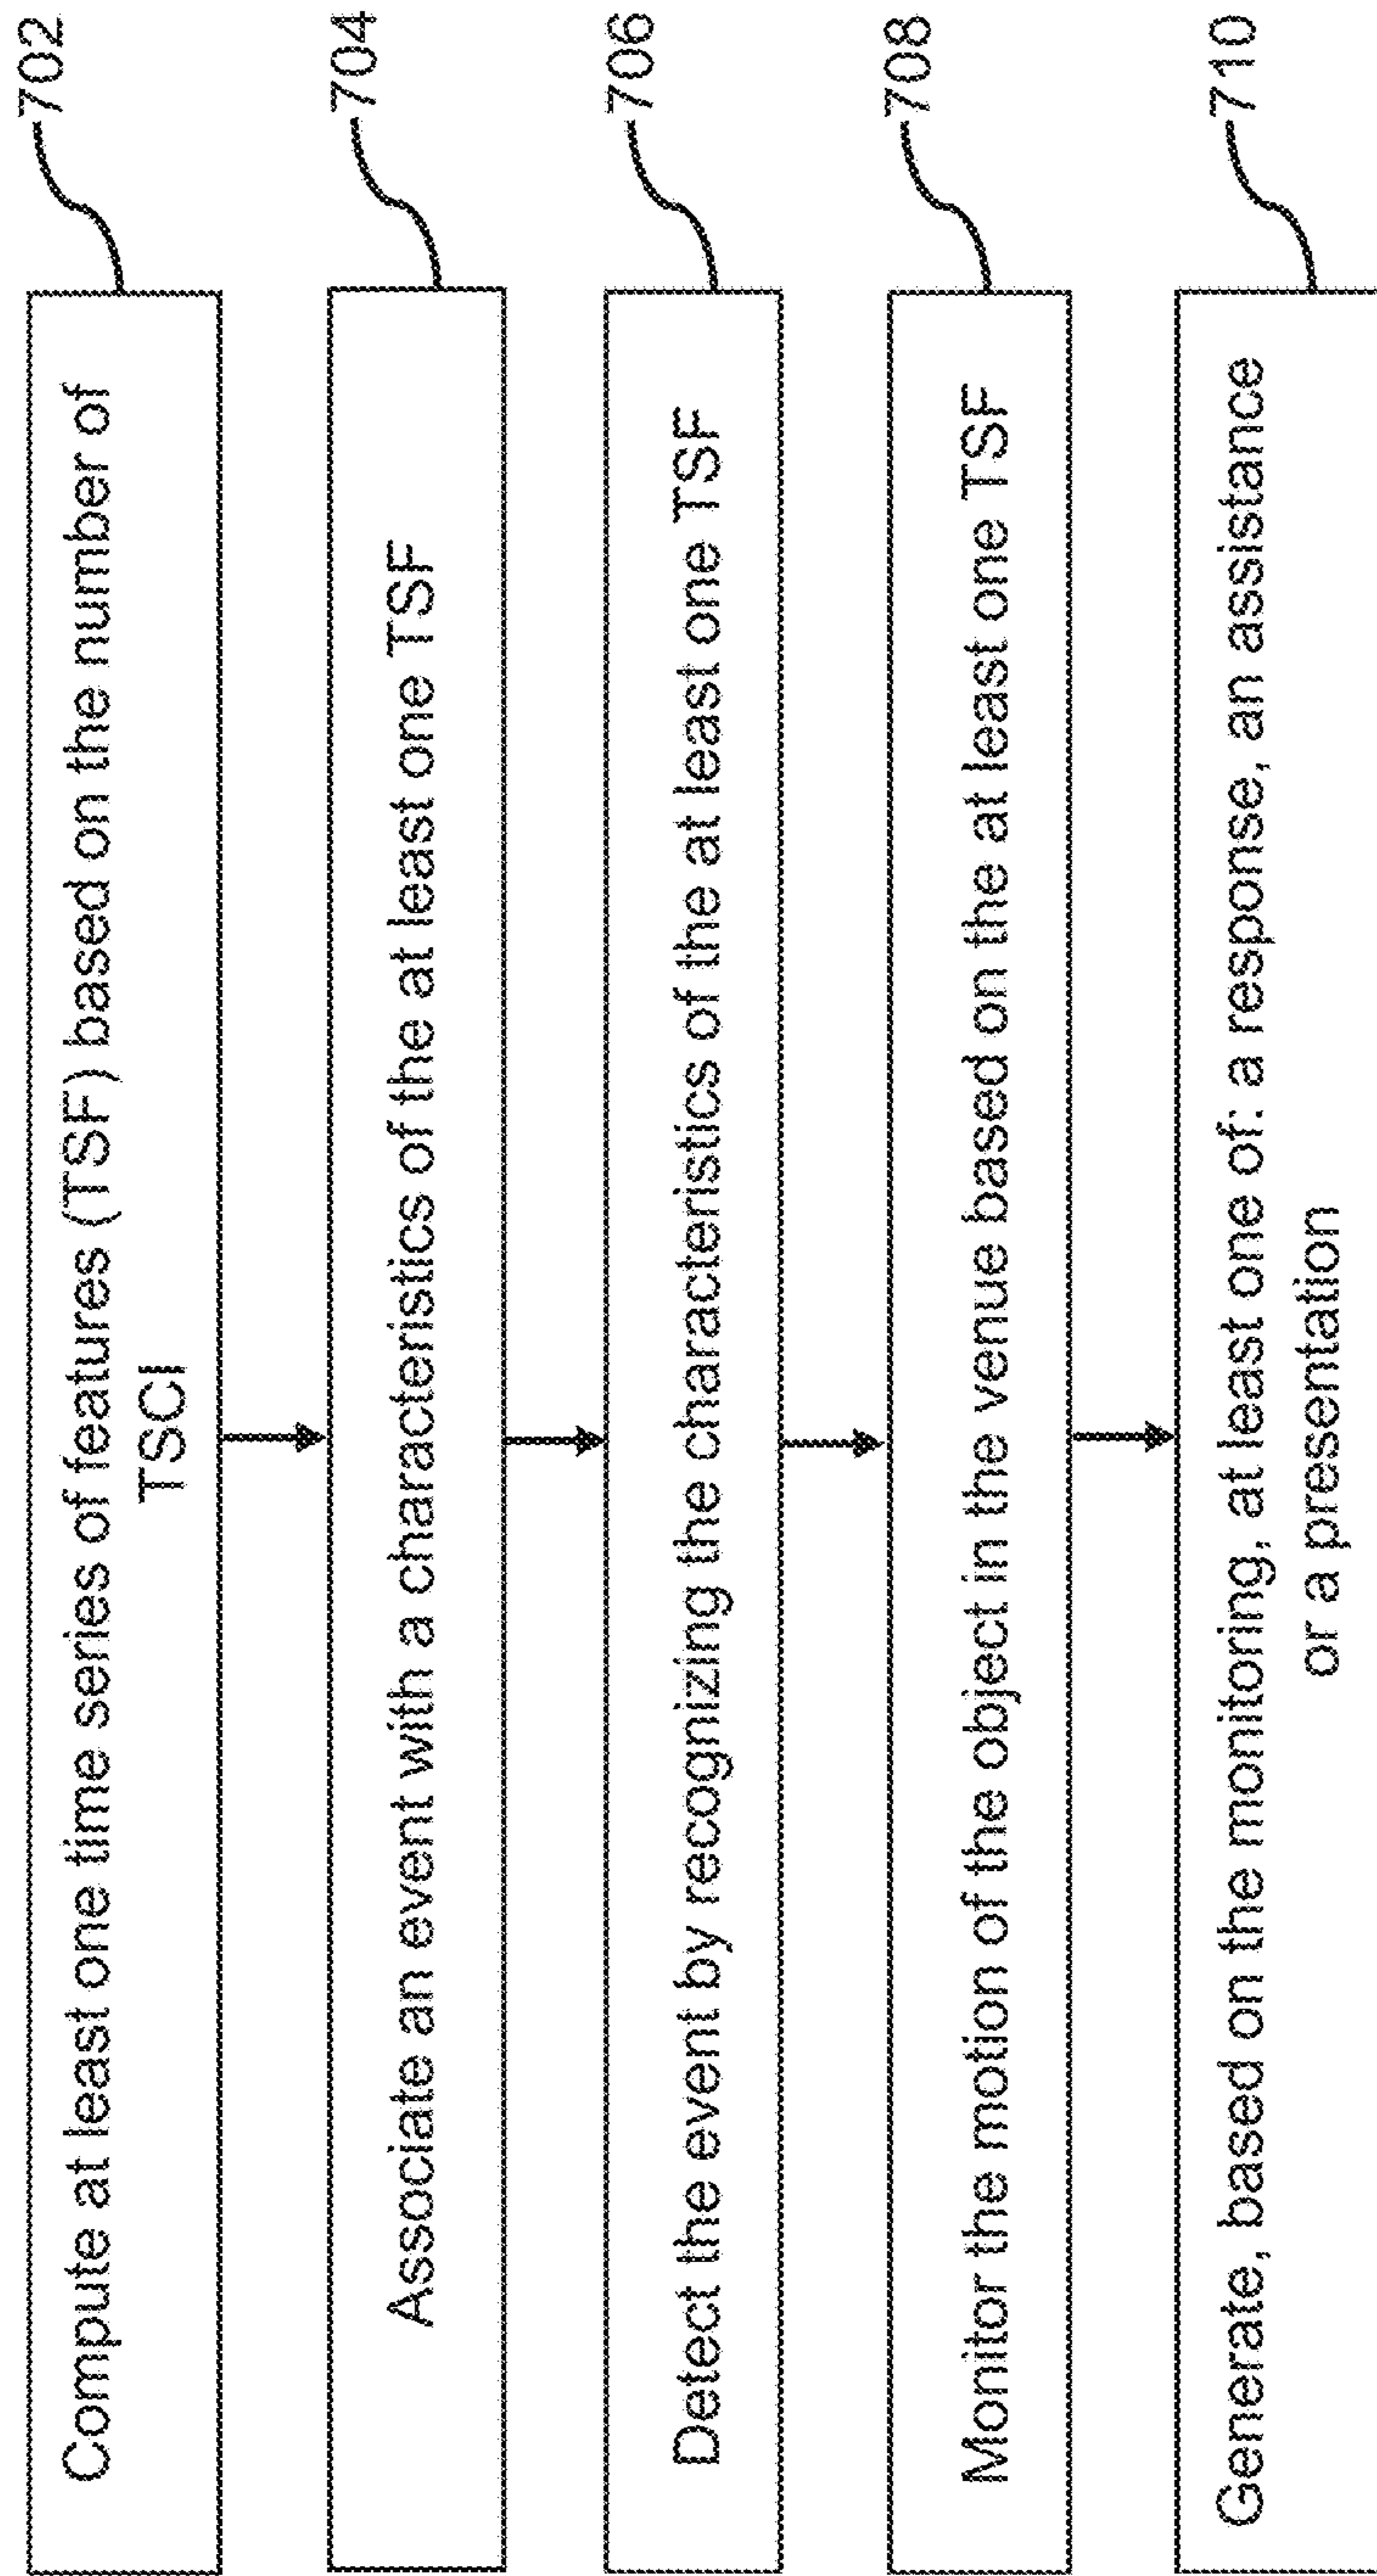 702
Compute at least one time series of features (TSF) based on the number of
TSCI
704
Associate an event with a characteristics of the at least one TSF
706
Detect the event by recognizing the characteristics of the at least one TSF
708
Monitor the motion of the object in the venue based on the at least one TSF
710
Generate, based on the monitoring, at least one of: a response, an assistance
or a presentation